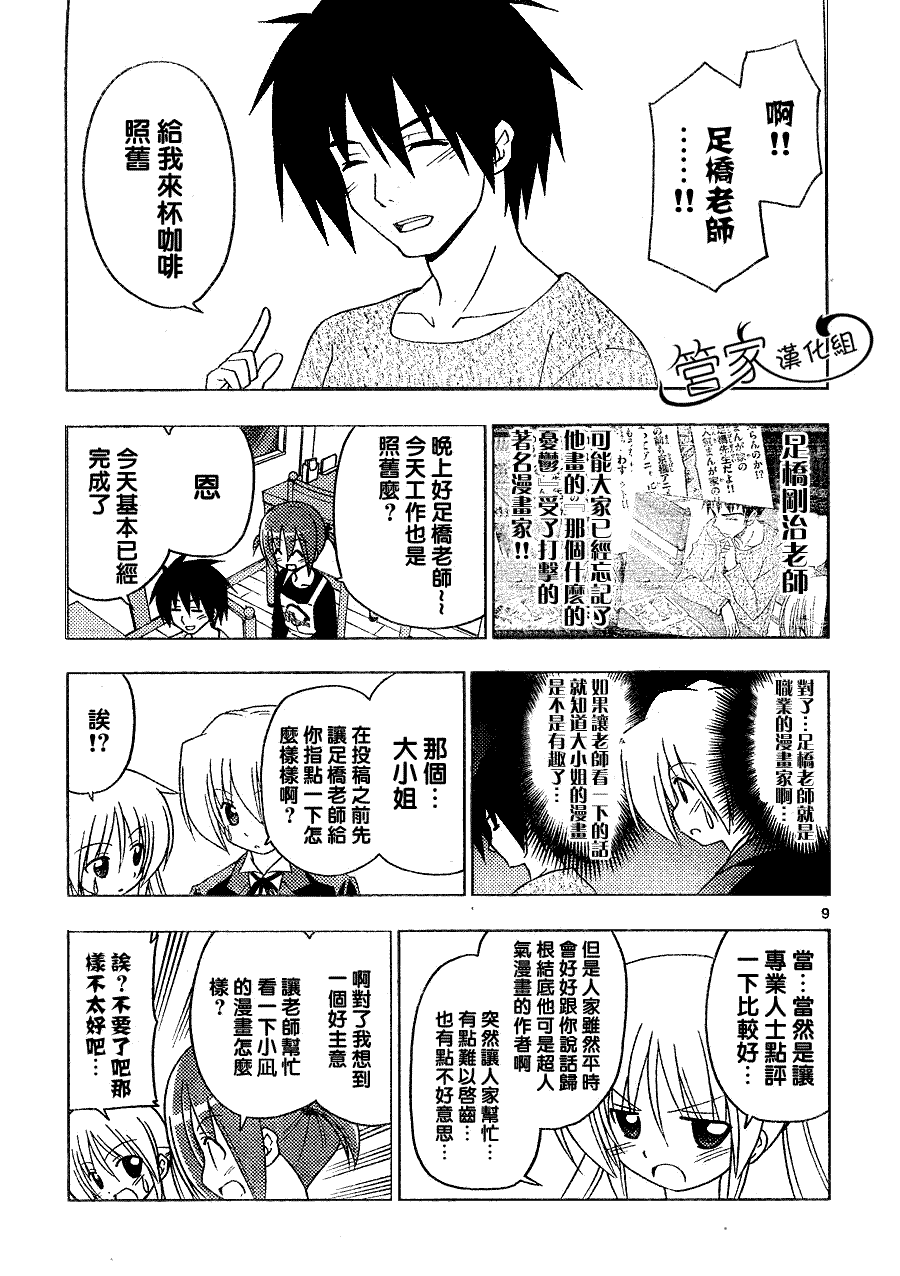 啊!!
足橋老師
……!!
給我來杯咖啡
照舊
管家
漢化組
足橋剛治老師
可能大家已經忘記了
他畫的『那個什麼的
憂鬱』受了打擊的
著名漫畫家!!
晚上好足橋老師~~
今天工作也是
照舊麼?
恩
今天基本已經
完成了
對了…足橋老師就是
職業的漫畫家啊…
如果讓老師看一下的話
就知道大小姐的漫畫
是不是有趣了…
那個…
大小姐
在投稿之前先
讓足橋老師給
你指點一下怎
麼樣樣啊?
誒!?
9
當…當然是讓
專業人士點評
一下比較好…
但是人家雖然平時
會好好跟你說話歸
根結底他可是超人
氣漫畫的作者啊
突然讓人家幫忙…
有點難以啓齒…
也有點不好意思…
啊對了我想到
一個好主意
讓老師幫忙
看一下小凪
的漫畫怎麼
樣?
誒?不愛了吧那
樣不太好吧…